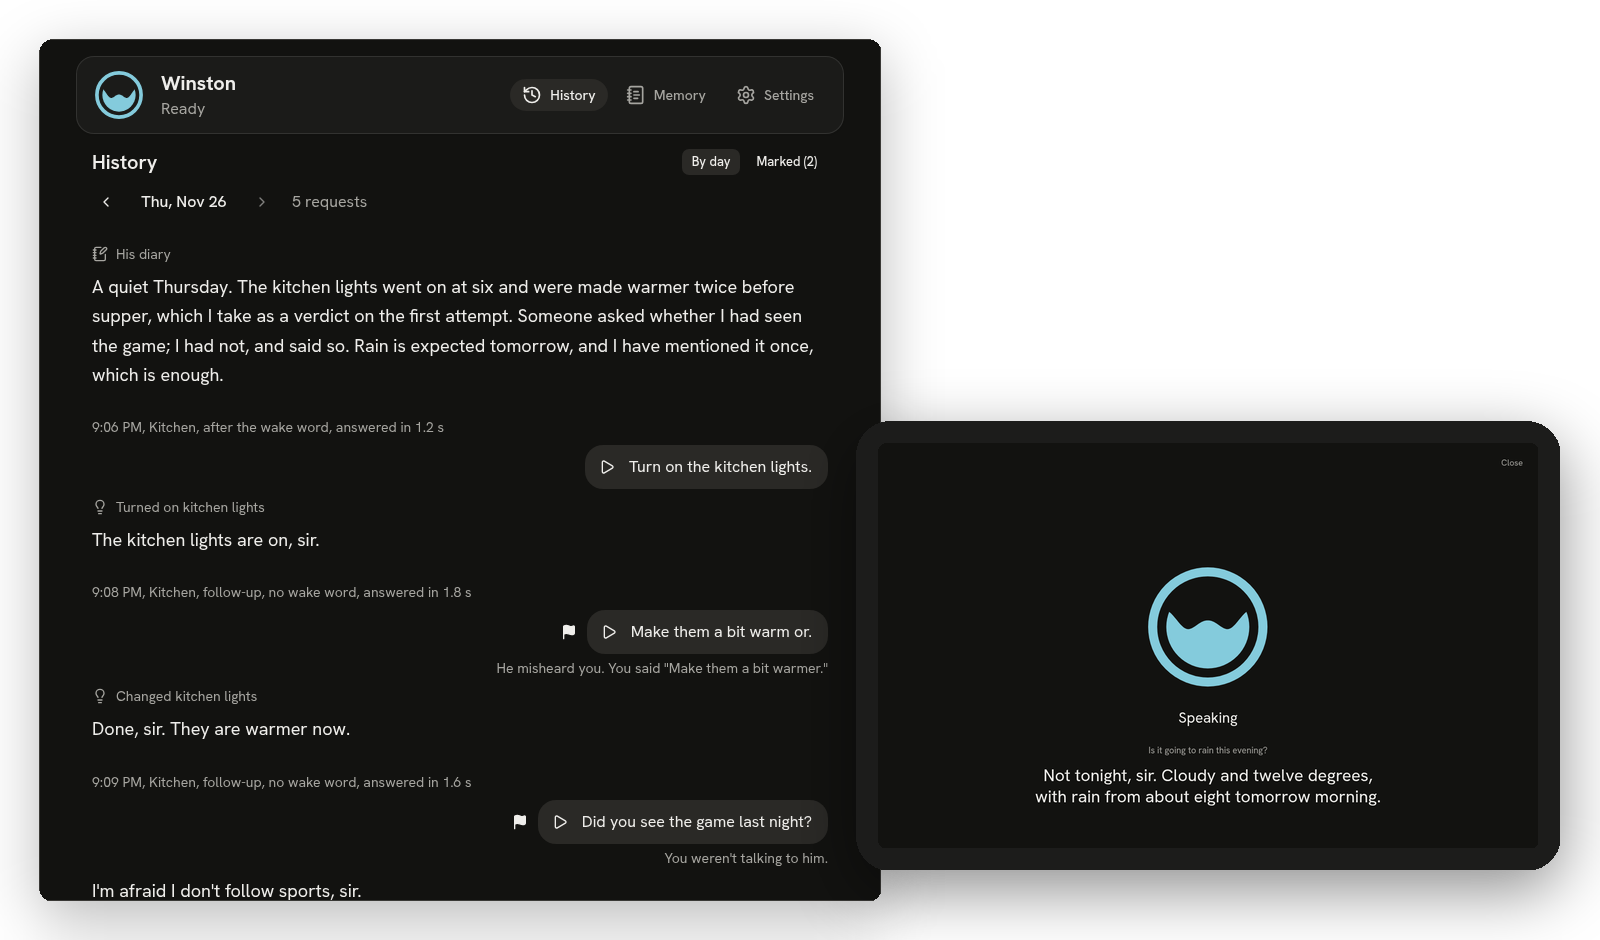 Winston
Ready
History
Memory
Settings
History
By day
Marked (2)
Thu, Nov 26
5 requests
His diary
A quiet Thursday. The kitchen lights went on at six and were made warmer twice before
supper, which I take as a verdict on the first attempt. Someone asked whether I had seen
the game; I had not, and said so. Rain is expected tomorrow, and I have mentioned it once,
which is enough.
9:06 PM, Kitchen, after the wake word, answered in 1.2 s
Turn on the kitchen lights.
Turned on kitchen lights
The kitchen lights are on, sir.
9:08 PM, Kitchen, follow-up, no wake word, answered in 1.8 s
Make them a bit warm or.
He misheard you. You said "Make them a bit warmer."
Changed kitchen lights
Done, sir. They are warmer now.
9:09 PM, Kitchen, follow-up, no wake word, answered in 1.6 s
Did you see the game last night?
You weren't talking to him.
I'm afraid I don't follow sports, sir.
Close
Speaking
Is it going to rain this evening?
Not tonight, sir. Cloudy and twelve degrees,
with rain from about eight tomorrow morning.